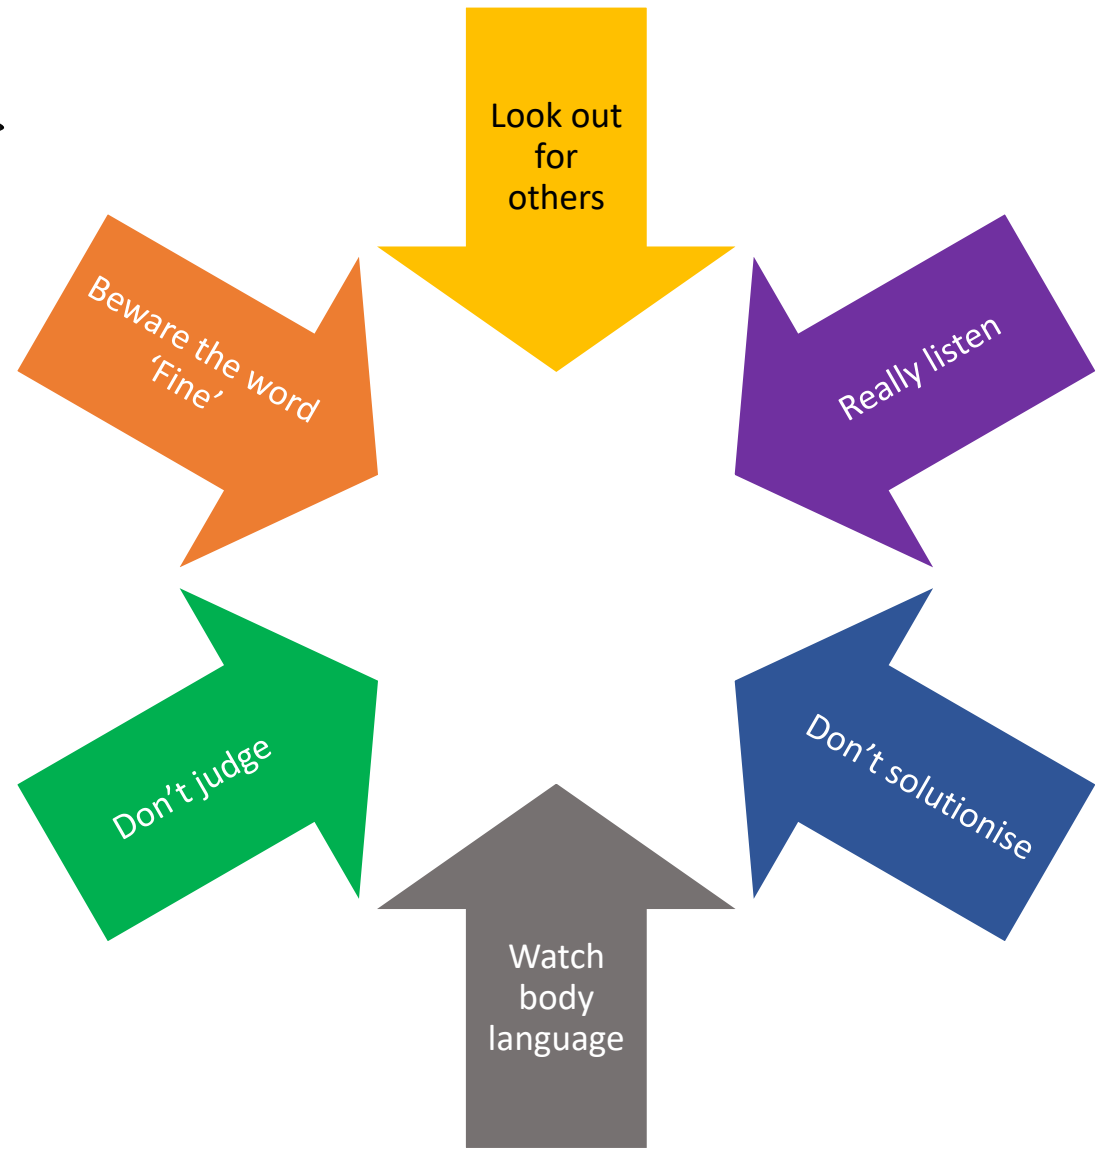 Look out
for
others
Really listen
Don’t solutionise
Watch
body
language
Don’t judge
Beware the word
‘Fine’